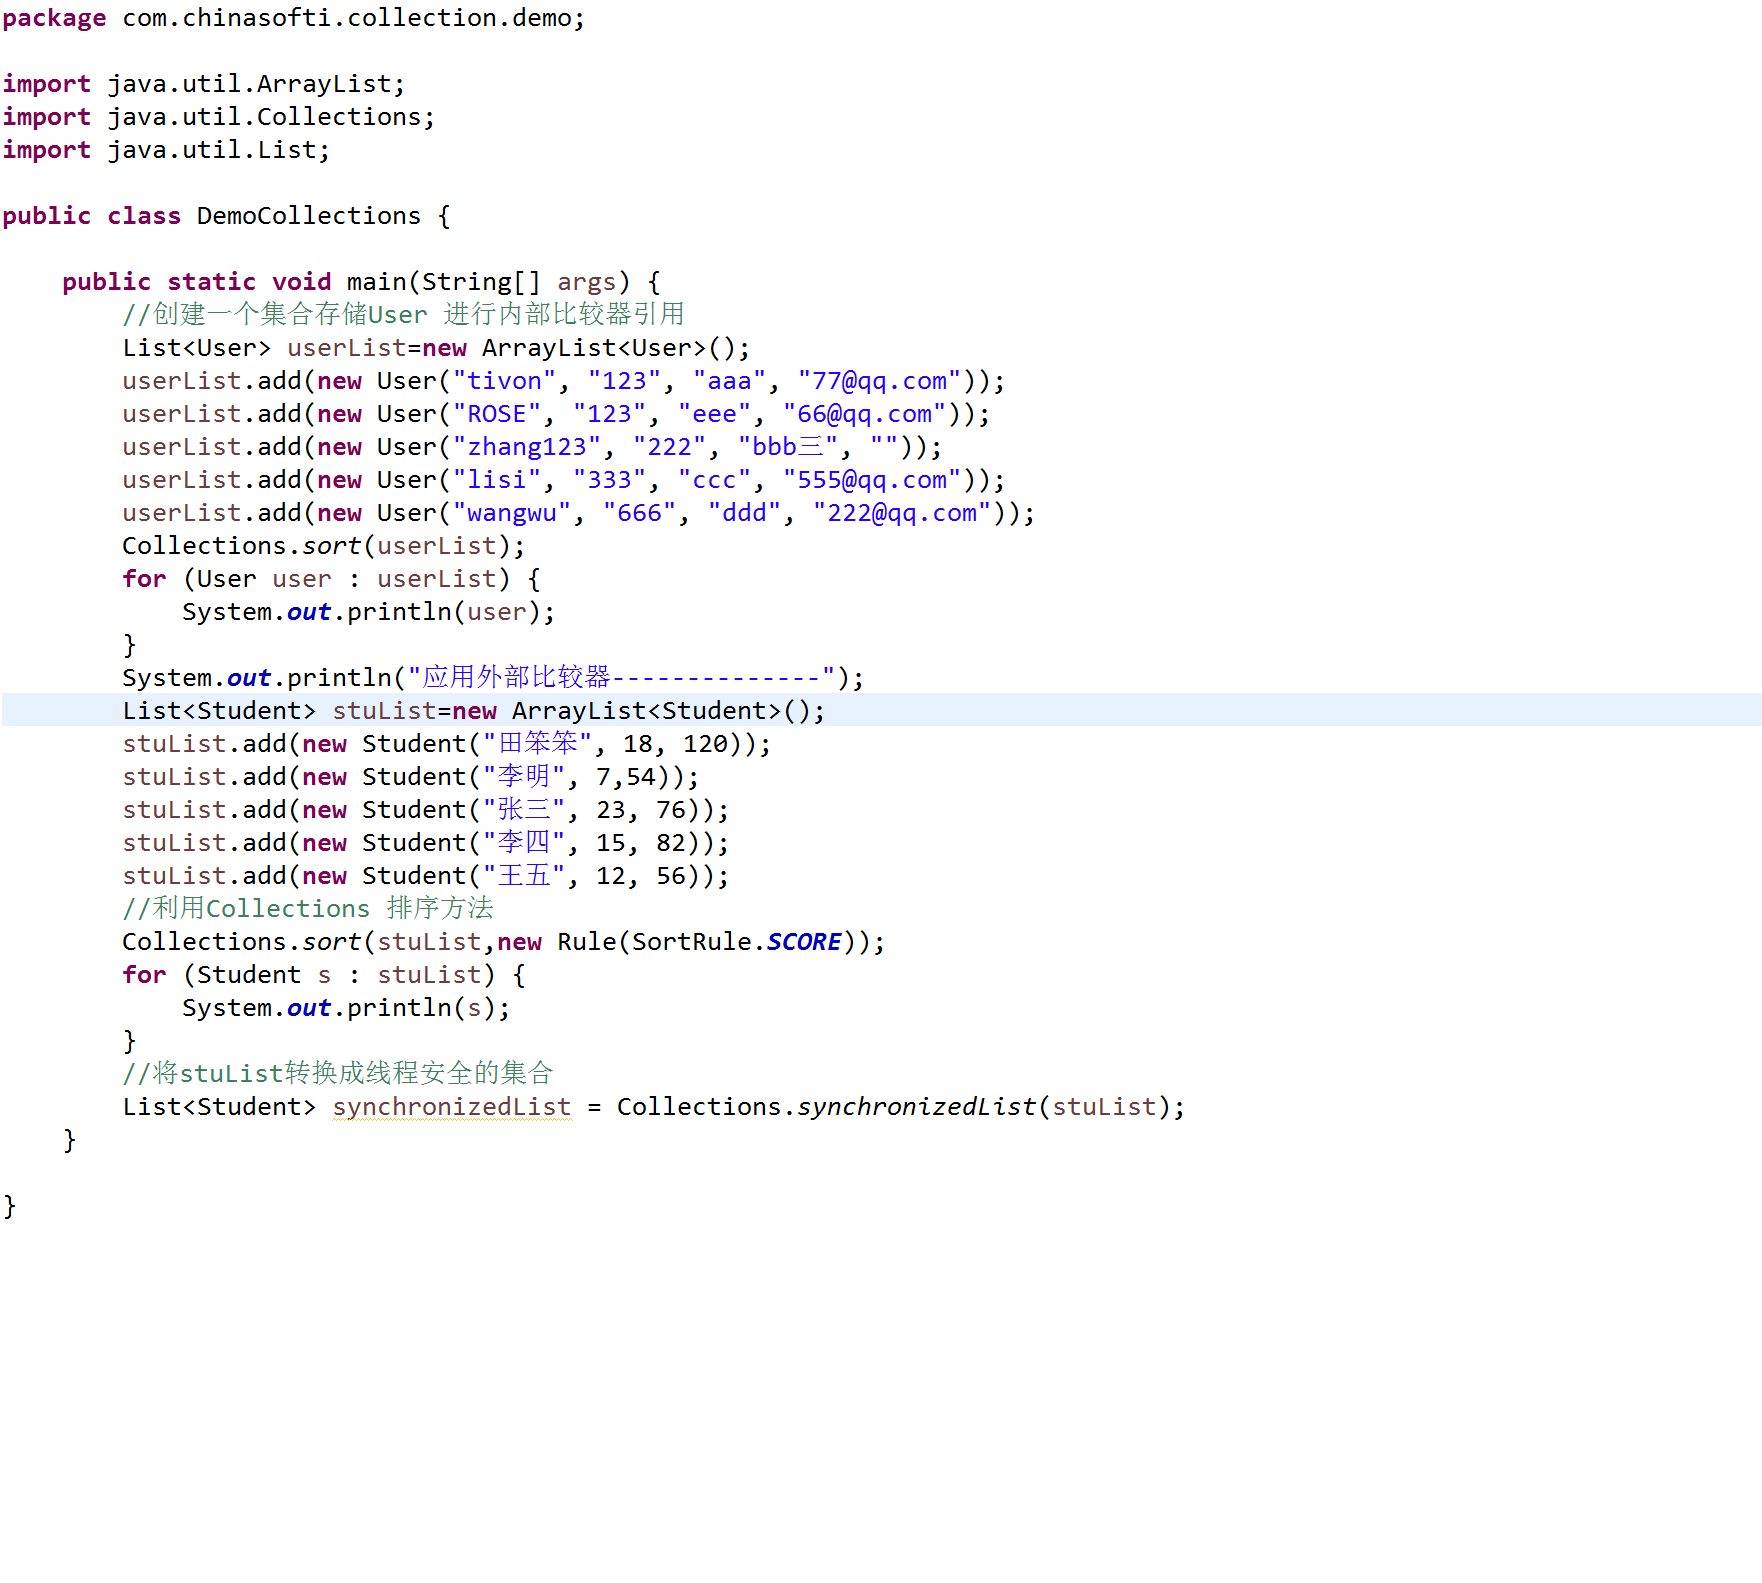 package com.chinasofti.collection.demo;
import java.util.ArrayList;
import java.util.Collections;
import java.util.List;
public class DemoCollections {
public static void main(String[] args) {
//创建一个集合存储User 进行内部比较器引用
List<User> userList=new ArrayList<User>();
userList.add(new User("tivon", "123", "aaa", "77@qq.com"));
userList.add(new User("ROSE", "123", "eee", "66@qq.com"));
userList.add(new User("zhang123", "222", "bbb三", ""));
userList.add(new User("lisi", "333", "ccc", "555@qq.com"));
userList.add(new User("wangwu", "666", "ddd", "222@qq.com"));
Collections.sort(userList);
for (User user : userList) {
System.out.println(user);
}
System.out.println("应用外部比较器--------------");
List<Student> stuList=new ArrayList<Student>();
stuList.add(new Student("田笨笨", 18, 120));
stuList.add(new Student("李明", 7,54));
stuList.add(new Student("张三", 23, 76));
stuList.add(new Student("李四", 15, 82));
stuList.add(new Student("王五", 12, 56));
//利用Collections 排序方法
Collections.sort(stuList,new Rule(SortRule.SCORE));
for (Student s : stuList) {
System.out.println(s);
}
//将stuList转换成线程安全的集合
List<Student> synchronizedList = Collections.synchronizedList(stuList);
}
}